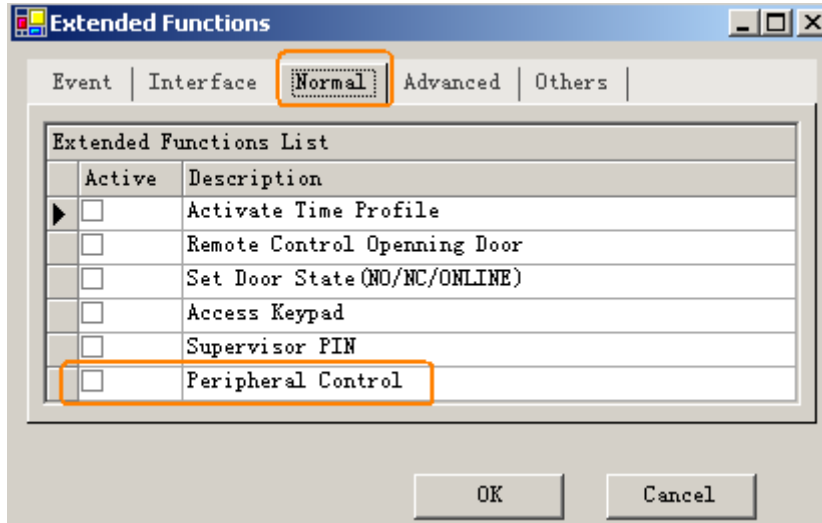 Extended Functions
Event Interface Normal Advanced Others
Extended Functions List
Active Description
Activate Time Profile
Remote Control Openning Door
Set Door State(NO/NC/ONLINE)
Access Keypad
Supervisor PIN
Peripheral Control
OK Cancel